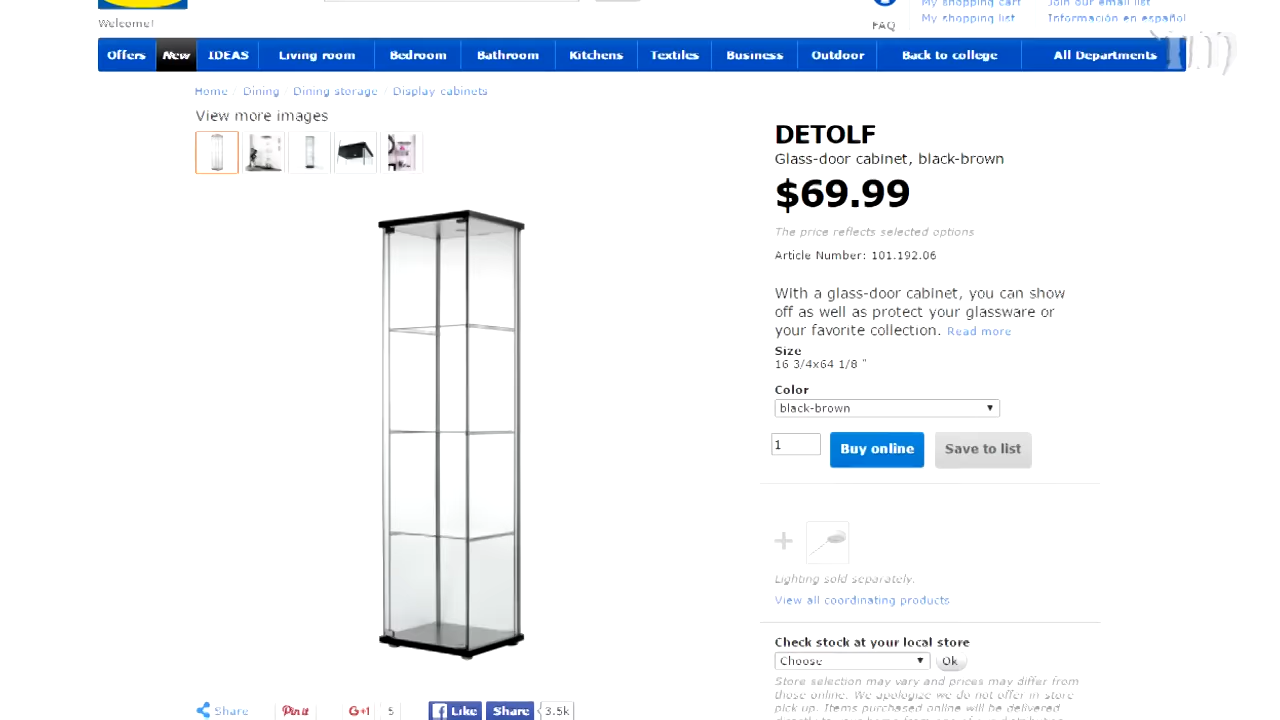 Welcome!
FAQ
My shopping cart
Join our email list
My shopping list
Información en español
Offers New IDEAS Living room Bedroom Bathroom Kitchens Textiles Business Outdoor Back to college All Departments
Home / Dining / Dining storage / Display cabinets
View more images
DETOLF
Glass-door cabinet, black-brown
$69.99
The price reflects selected options
Article Number: 101.192.06
With a glass-door cabinet, you can show
off as well as protect your glassware or
your favorite collection. Read more
Size
16 3/4x64 1/8 "
Color
black-brown
1 Buy online Save to list
+
Lighting sold separately.
View all coordinating products
Check stock at your local store
Choose Ok
Store selection may vary and prices may differ from
those online. We apologize we do not offer in store
pick up. Items purchased online will be delivered
Share Pin it G+1 5 Like Share 3.5k